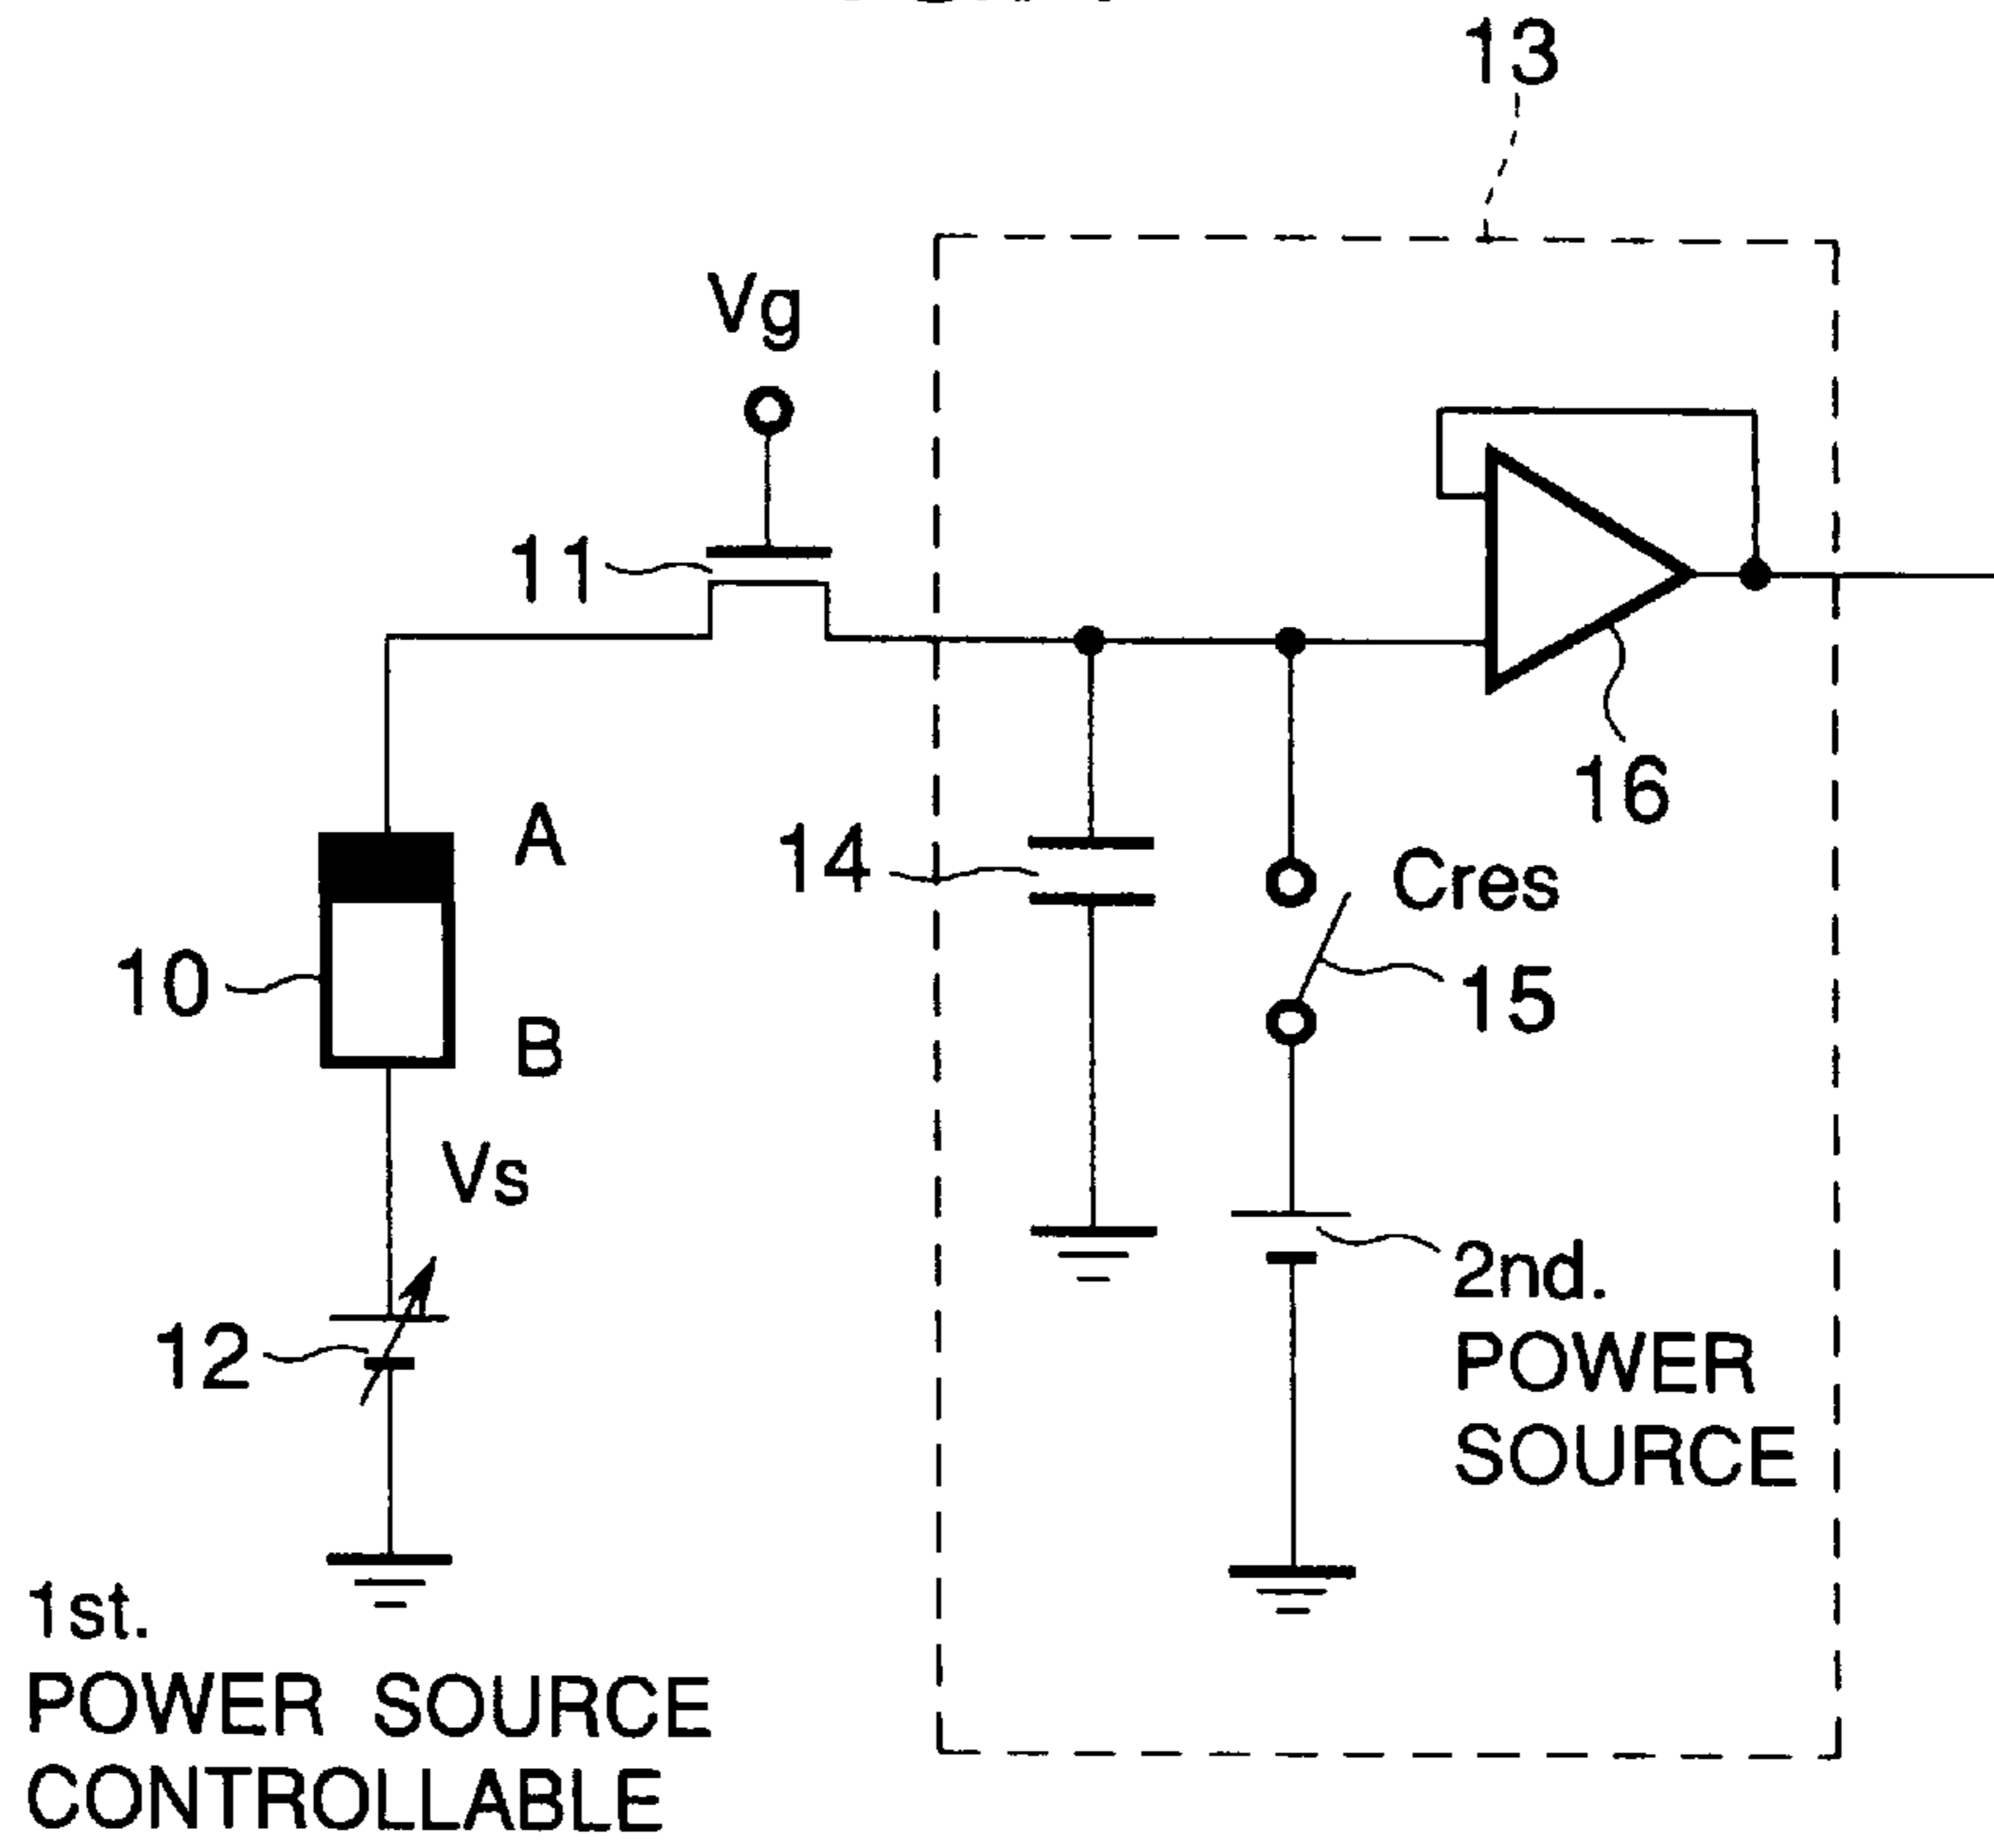 13
Vg
11
16
14
Cres
A
10
15
B
Vs
2nd.
POWER
SOURCE
12
1st.
POWER SOURCE
CONTROLLABLE